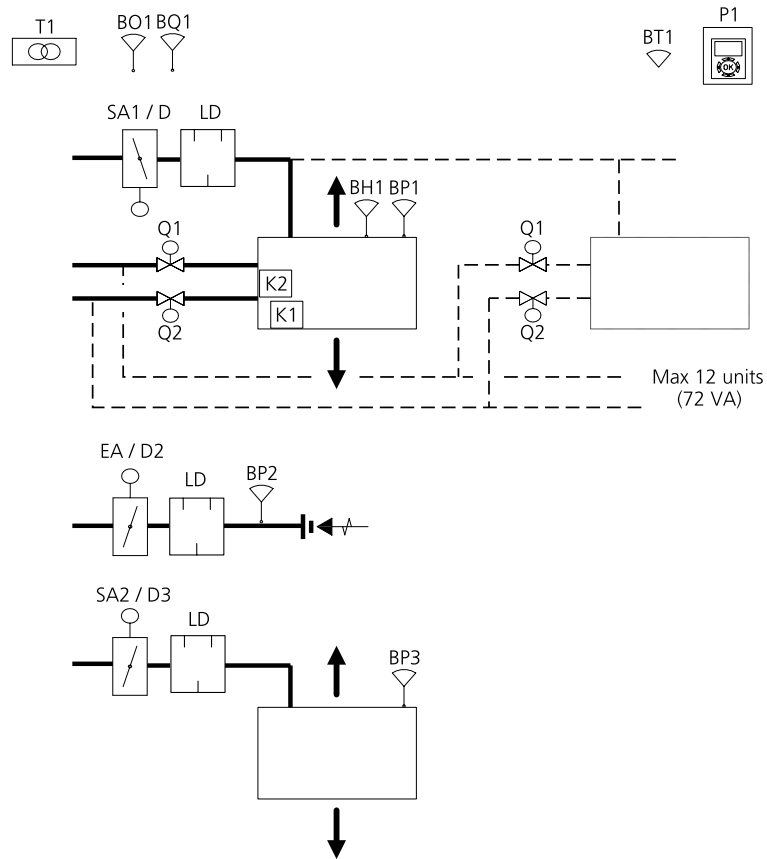 T1
BO1 BQ1
BT1
P1
OK
SA1 / D
LD
BH1 BP1
Q1
Q1
K2
K1
Q2
Q2
Max 12 units
(72 VA)
EA / D2
LD
BP2
SA2 / D3
LD
BP3